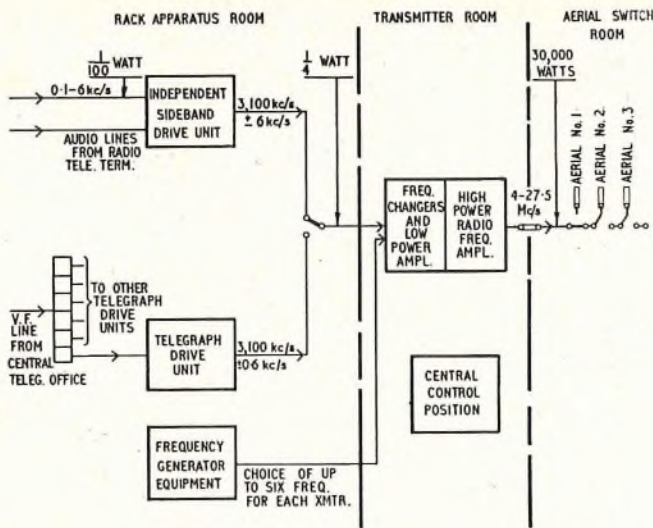 RACK APPARATUS ROOM
TRANSMITTER ROOM
AERIAL SWITCH
ROOM
1/100 WATT
0·1-6kc/s
INDEPENDENT
SIDEBAND
DRIVE UNIT
3,100 kc/s
± 6kc/s
AUDIO LINES
FROM RADIO
TELE. TERM.
1/4 WATT
30,000
WATTS
AERIAL No. 1.
AERIAL No. 2.
AERIAL No. 3
FREQ.
CHANGERS
AND
LOW
POWER
AMPL.
HIGH
POWER
RADIO
FREQ.
AMPL.
4-27·5
Mc/s
TO OTHER
TELEGRAPH
DRIVE
UNITS
V.F.
LINE
FROM
CENTRAL
TELEG. OFFICE
TELEGRAPH
DRIVE
UNIT
3,100 kc/s
±0·6 kc/s
CENTRAL
CONTROL
POSITION
FREQUENCY
GENERATOR
EQUIPMENT
CHOICE OF UP
TO SIX FREQ.
FOR EACH XMTR.